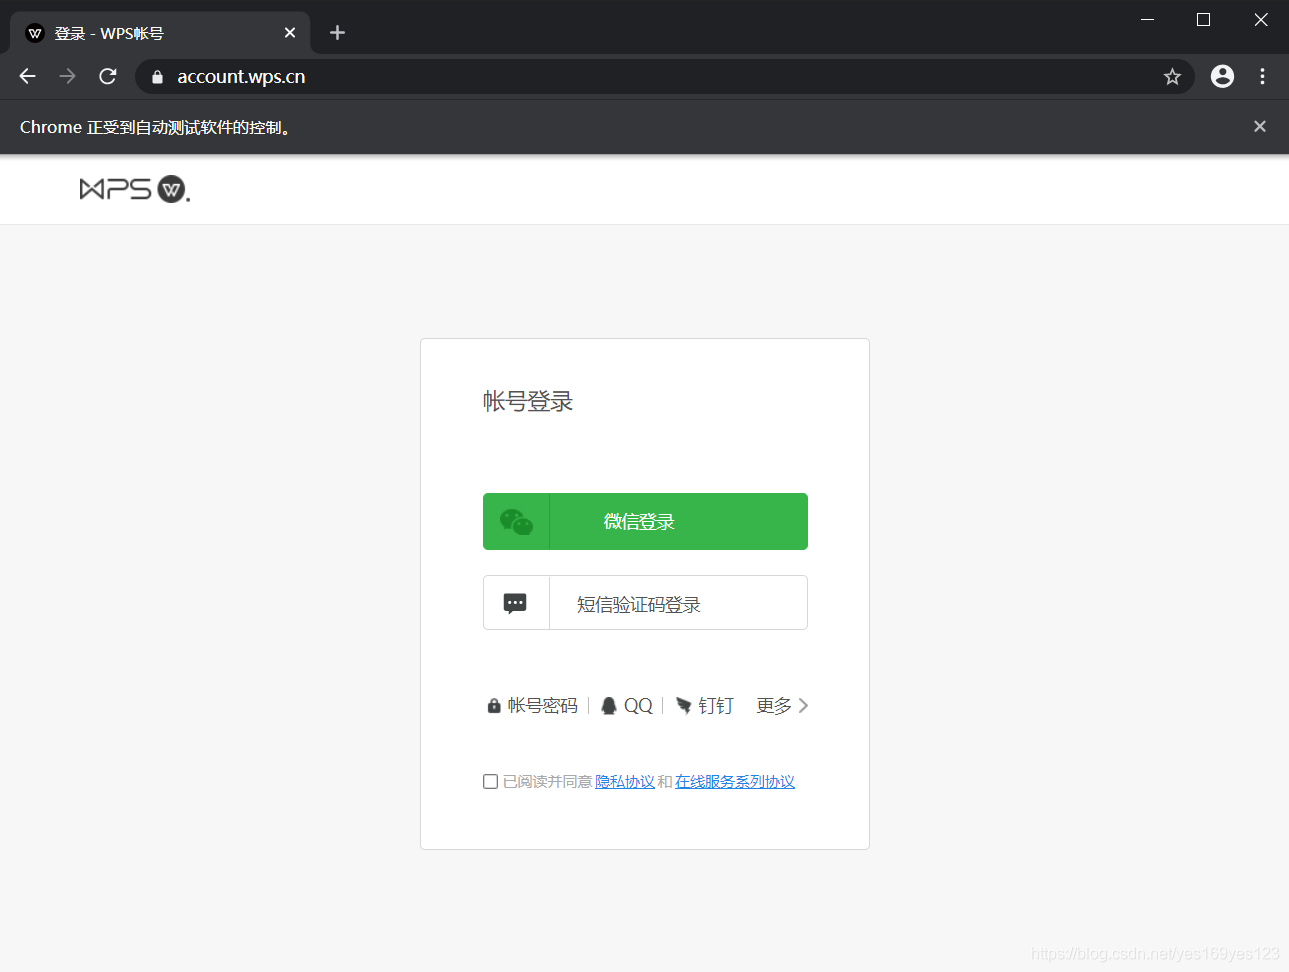 登录 - WPS帐号
account.wps.cn
Chrome 正受到自动测试软件的控制。
WPS W.
帐号登录
微信登录
短信验证码登录
帐号密码 QQ 钉钉 更多
已阅读并同意 隐私协议 和 在线服务系列协议
https://blog.csdn.net/yes169yes123